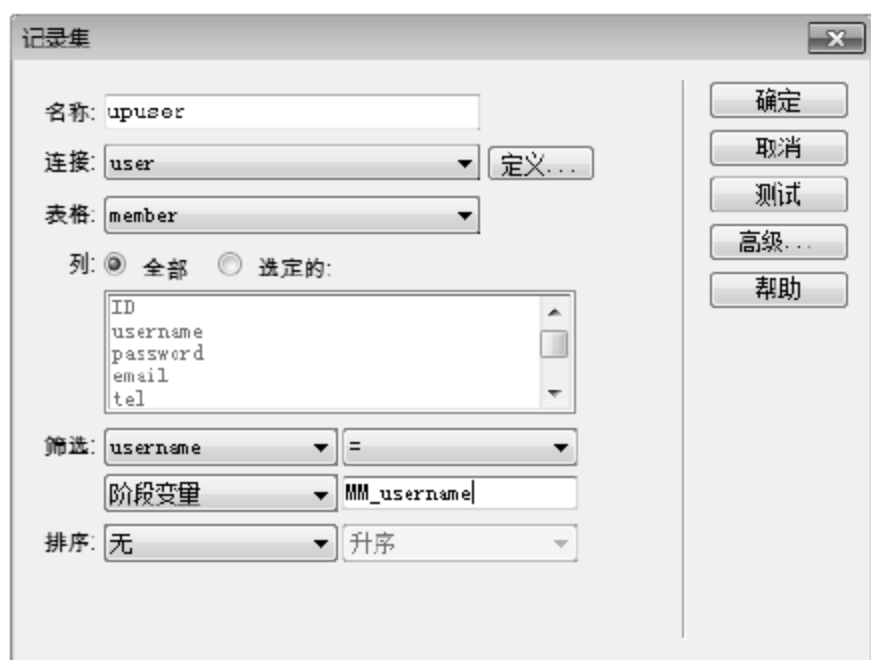 记录集
名称: upuser
连接: user 定义...
表格: member
列: 全部 选定的:
ID
username
password
email
tel
筛选: username =
阶段变量 MM_username
排序: 无 升序
确定
取消
测试
高级...
帮助